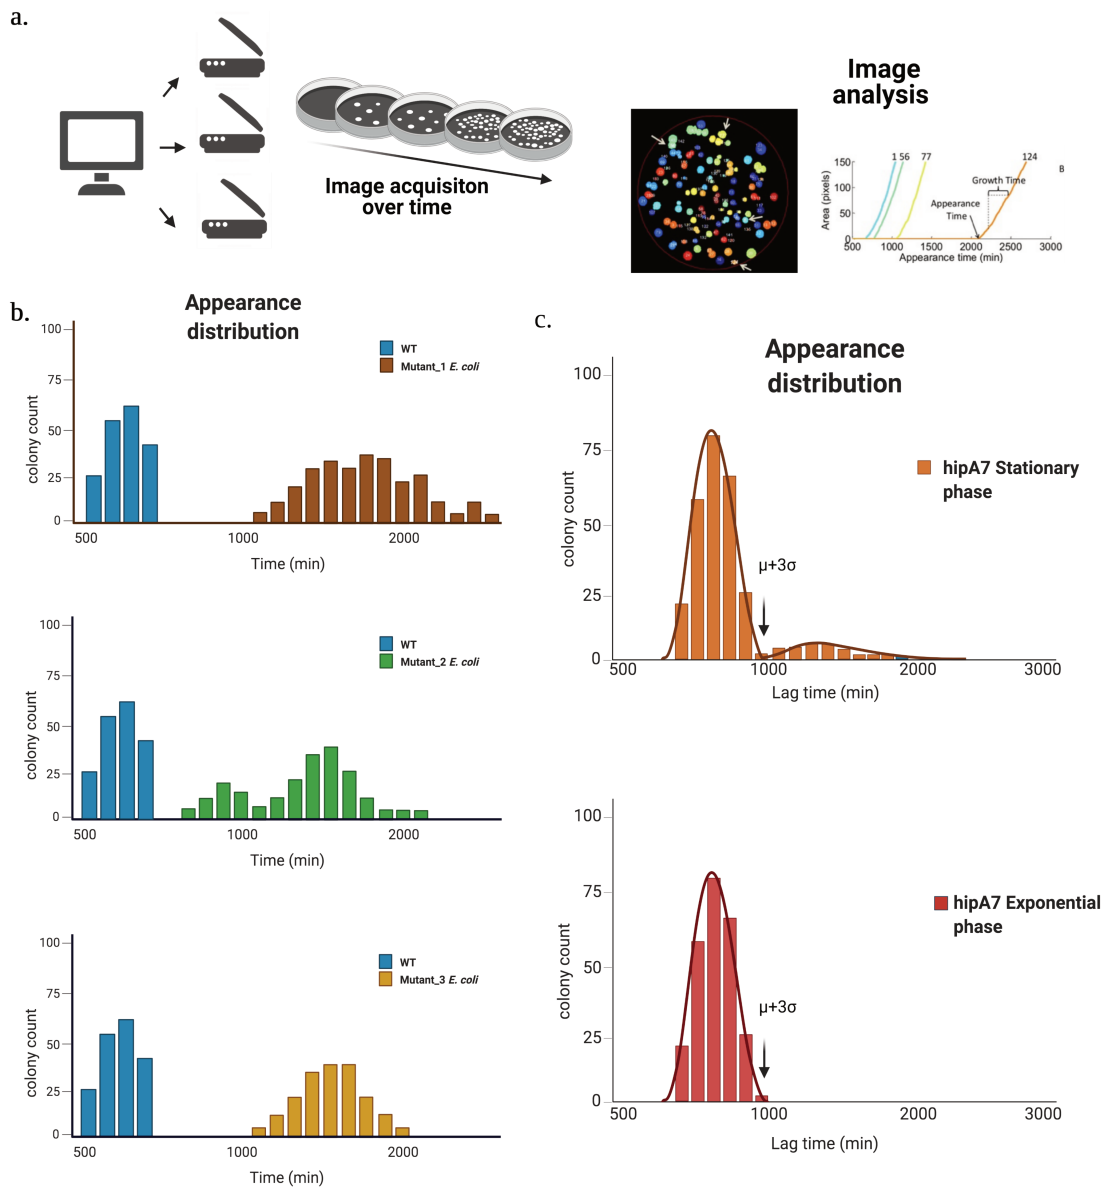 a.
Image acquisiton
over time
Image
analysis
Area (pixels)
150
100
50
0
1 56 77 124
Growth Time
Appearance
Time
B
500 1000 1500 2000 2500 3000
Appearance time (min)
b.
Appearance
distribution
colony count
100
75
50
25
0
WT
Mutant_1 E. coli
500 1000 2000
Time (min)
colony count
100
75
50
25
0
WT
Mutant_2 E. coli
500 1000 2000
Time (min)
colony count
100
75
50
25
0
WT
Mutant_3 E. coli
500 1000 2000
Time (min)
c.
Appearance
distribution
colony count
100
75
50
25
0
hipA7 Stationary
phase
μ+3σ
500 1000 2000 3000
Lag time (min)
colony count
100
75
50
25
0
hipA7 Exponential
phase
μ+3σ
500 1000 2000 3000
Lag time (min)